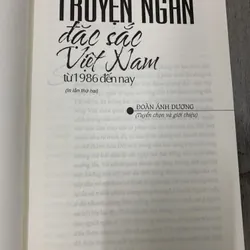 TRUYỆN NGẮN
đặc sắc
Việt Nam
từ 1986 đến nay
(In lần thứ hai)
ĐOÀN ÁNH DƯƠNG
(Tuyển chọn và giới thiệu)